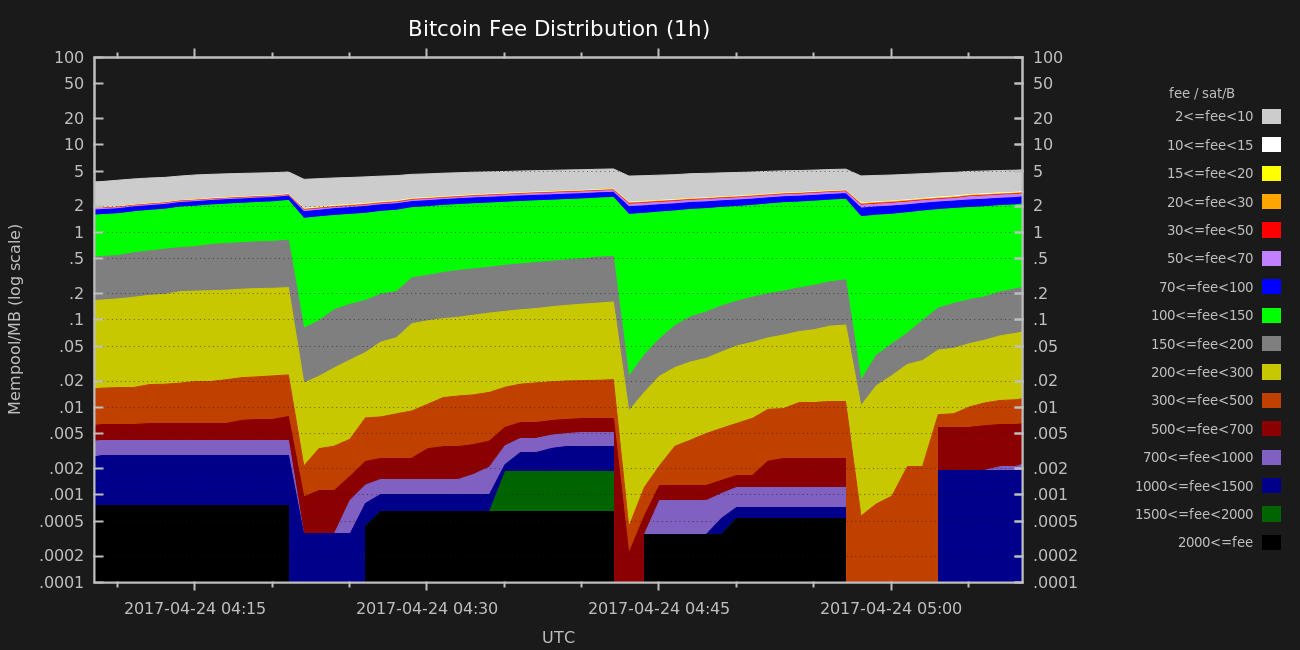 Bitcoin Fee Distribution (1h)
100
50
20
10
5
2
1
.5
.2
.1
.05
.02
.01
.005
.002
.001
.0005
.0002
.0001
Mempool/MB (log scale)
100
50
20
10
5
2
1
.5
.2
.1
.05
.02
.01
.005
.002
.001
.0005
.0002
.0001
2017-04-24 04:15
2017-04-24 04:30
2017-04-24 04:45
2017-04-24 05:00
UTC
fee / sat/B
2<=fee<10
10<=fee<15
15<=fee<20
20<=fee<30
30<=fee<50
50<=fee<70
70<=fee<100
100<=fee<150
150<=fee<200
200<=fee<300
300<=fee<500
500<=fee<700
700<=fee<1000
1000<=fee<1500
1500<=fee<2000
2000<=fee